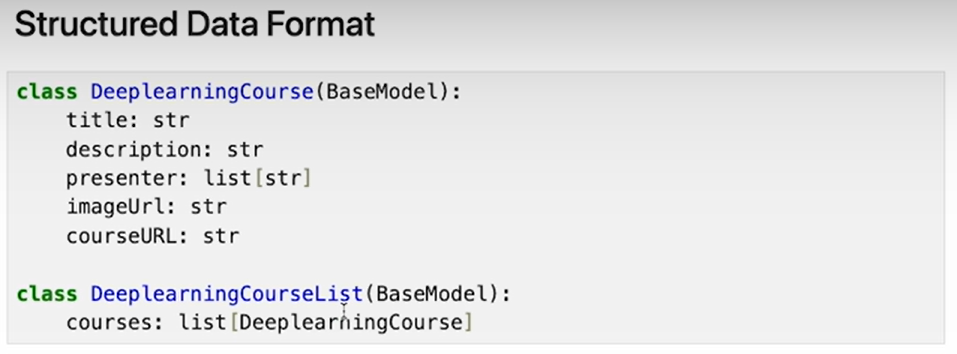 Structured Data Format
class DeeplearningCourse(BaseModel):
    title: str
    description: str
    presenter: list[str]
    imageUrl: str
    courseURL: str
class DeeplearningCourseList(BaseModel):
    courses: list[DeeplearningCourse]